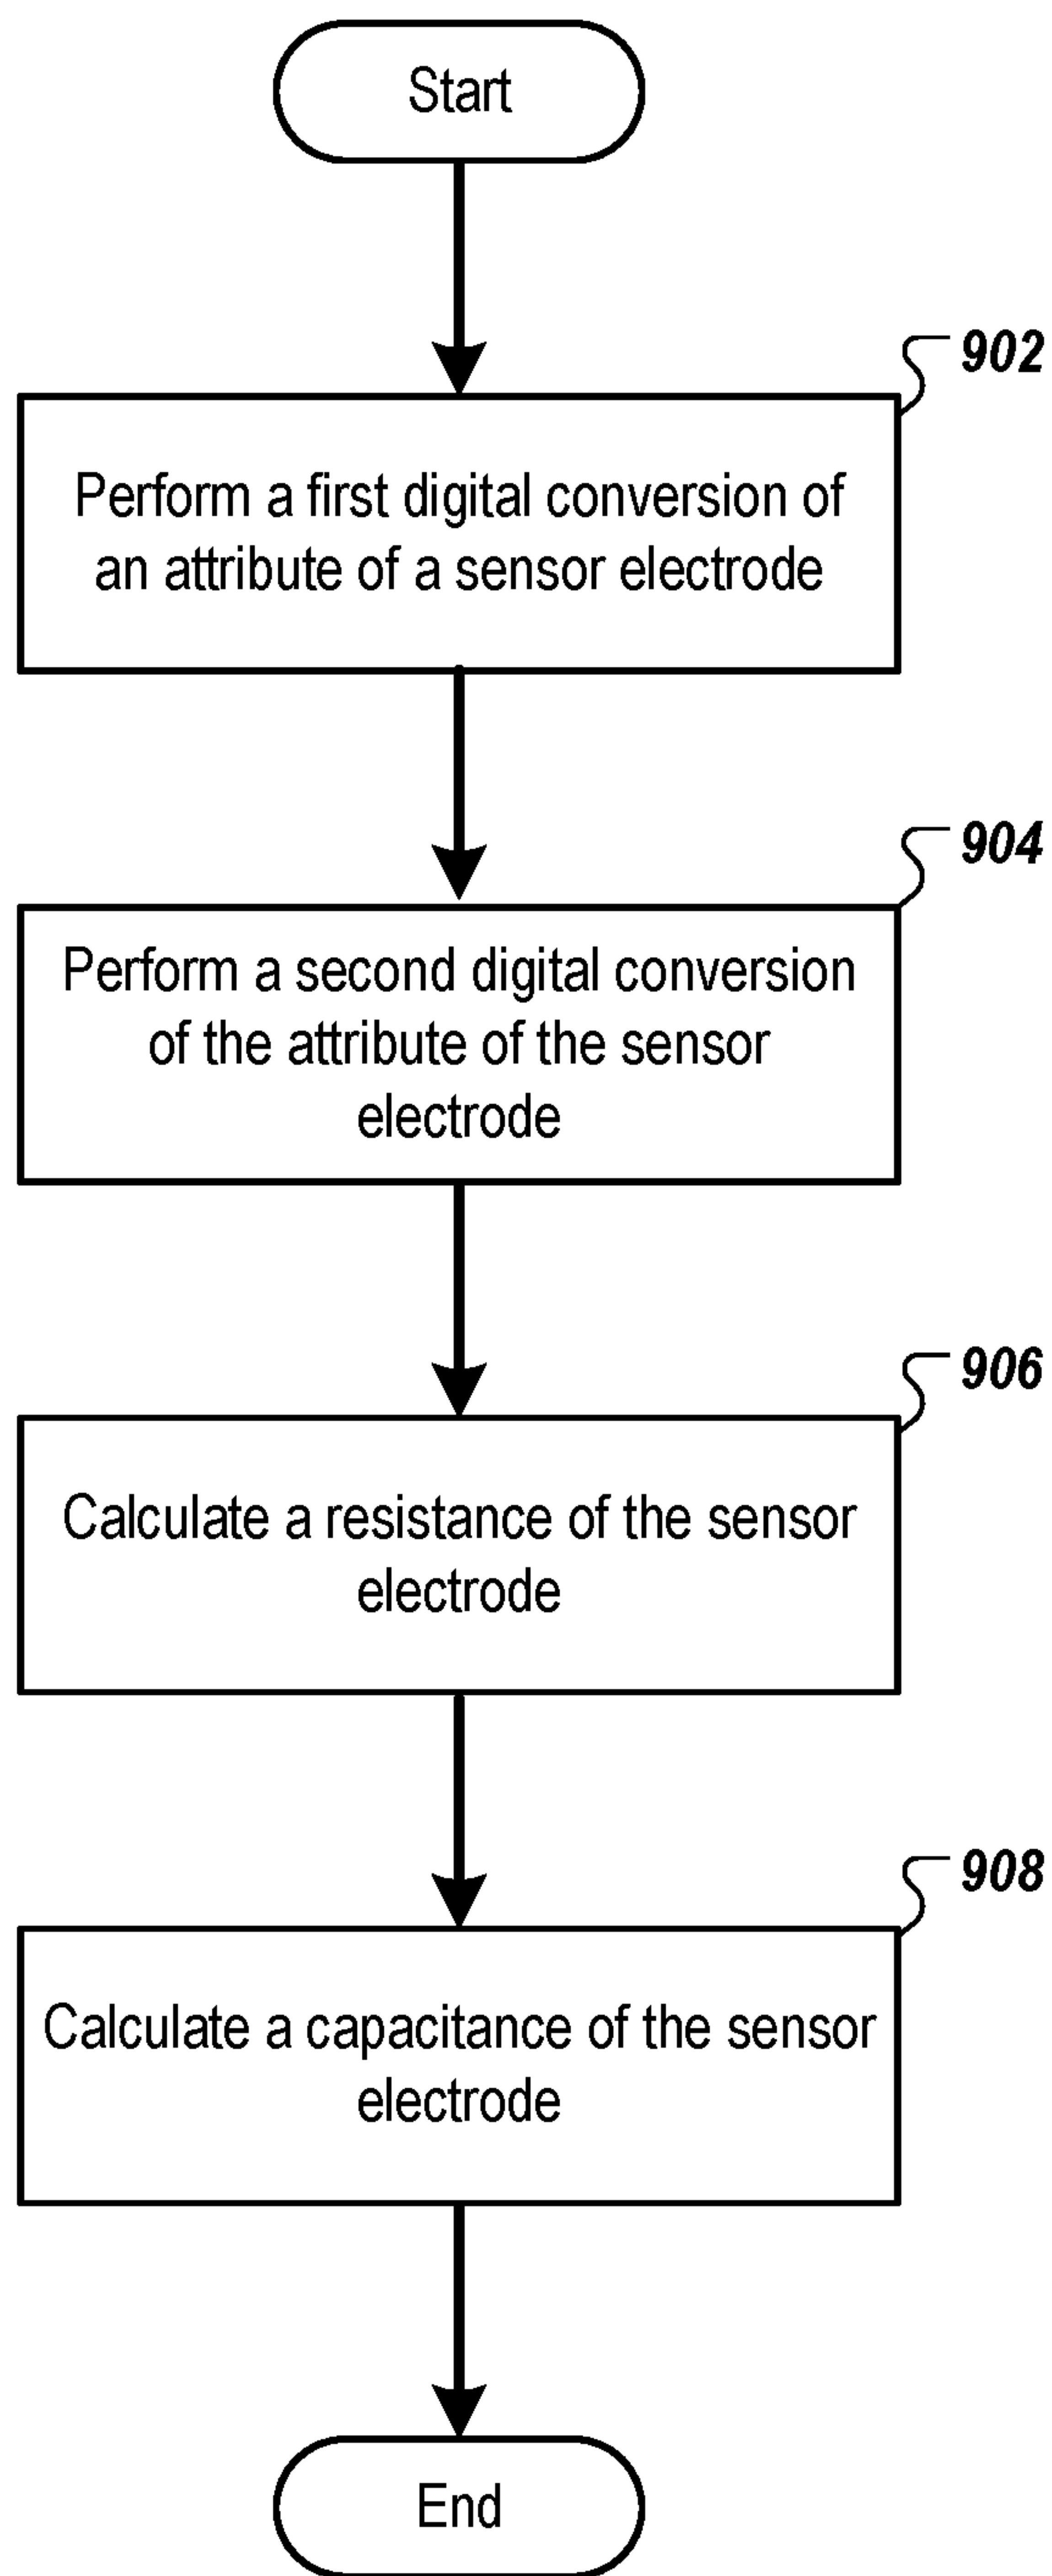 Start
902
Perform a first digital conversion of
an attribute of a sensor electrode
904
Perform a second digital conversion
of the attribute of the sensor
electrode
906
Calculate a resistance of the sensor
electrode
908
Calculate a capacitance of the sensor
electrode
End